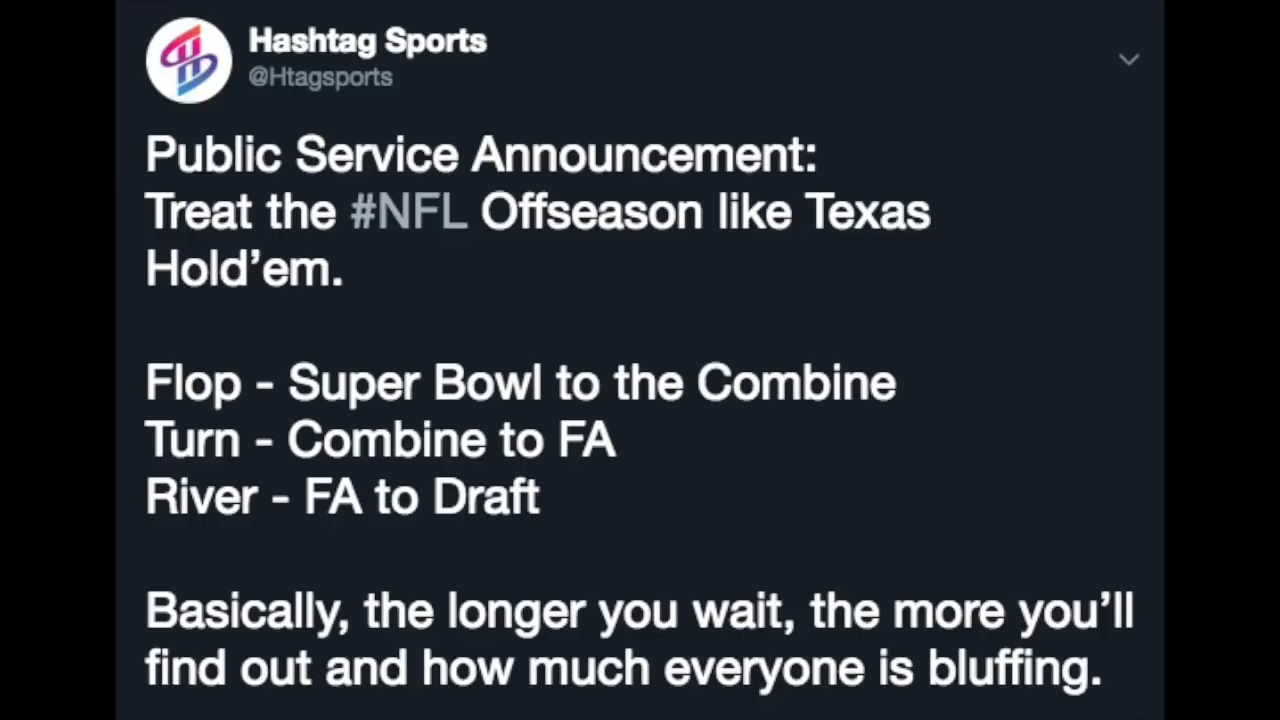 Hashtag Sports
@Htagsports
Public Service Announcement:
Treat the #NFL Offseason like Texas
Hold’em.
Flop - Super Bowl to the Combine
Turn - Combine to FA
River - FA to Draft
Basically, the longer you wait, the more you’ll
find out and how much everyone is bluffing.